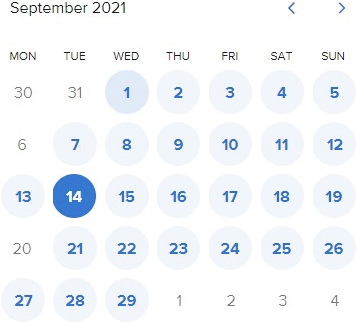 September 2021
MON TUE WED THU FRI SAT SUN
30 31 1 2 3 4 5
6 7 8 9 10 11 12
13 14 15 16 17 18 19
20 21 22 23 24 25 26
27 28 29 1 2 3 4